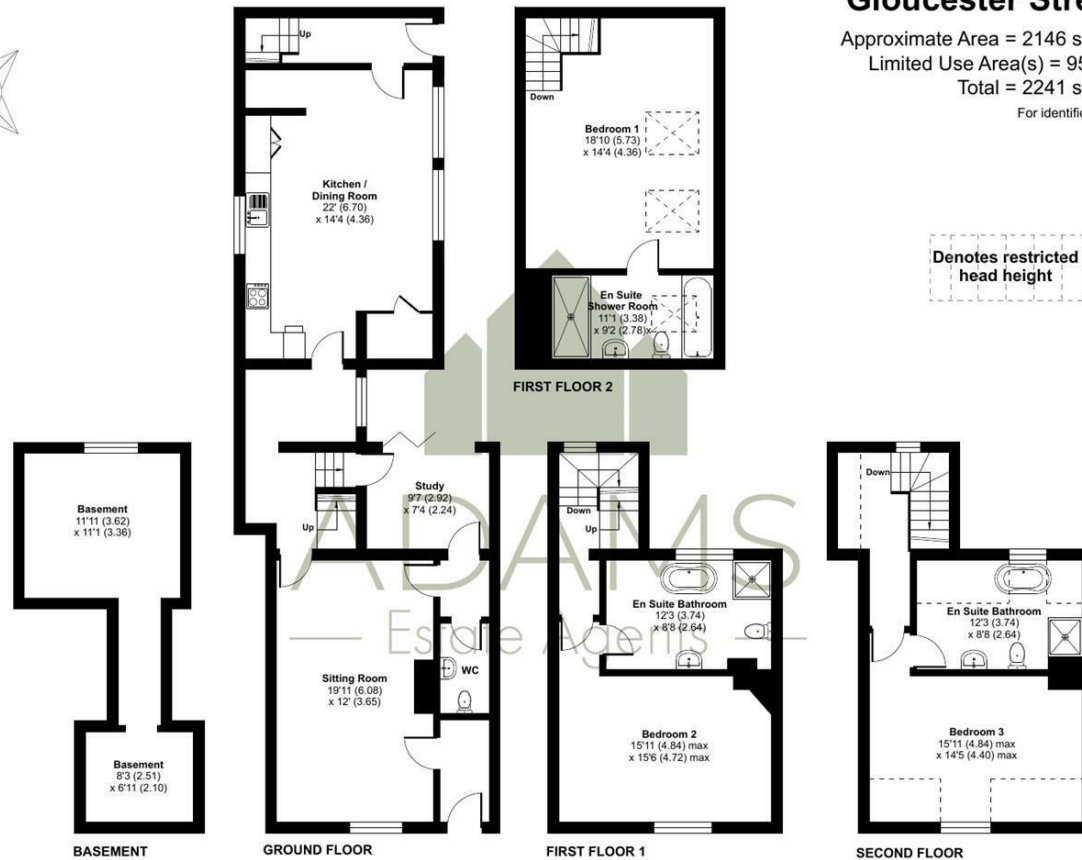 Gloucester Stre
Approximate Area = 2146 s
Limited Use Area(s) = 95
Total = 2241 s
For identific
Denotes restricted
head height
Up
Kitchen /
Dining Room
22' (6.70)
x 14'4 (4.36)
Down
Bedroom 1
18'10 (5.73)
x 14'4 (4.36)
En Suite
Shower Room
11'1 (3.38)
x 9'2 (2.78)x
FIRST FLOOR 2
Basement
11'11 (3.62)
x 11'1 (3.36)
Basement
8'3 (2.51)
x 6'11 (2.10)
BASEMENT
Study
9'7 (2.92)
x 7'4 (2.24)
Up
Sitting Room
19'11 (6.08)
x 12' (3.65)
WC
GROUND FLOOR
Down
Up
En Suite Bathroom
12'3 (3.74)
x 8'8 (2.64)
Bedroom 2
15'11 (4.84) max
x 15'6 (4.72) max
FIRST FLOOR 1
Down
En Suite Bathroom
12'3 (3.74)
x 8'8 (2.64)
Bedroom 3
15'11 (4.84) max
x 14'5 (4.40) max
SECOND FLOOR
ADAMS
Estate Agents